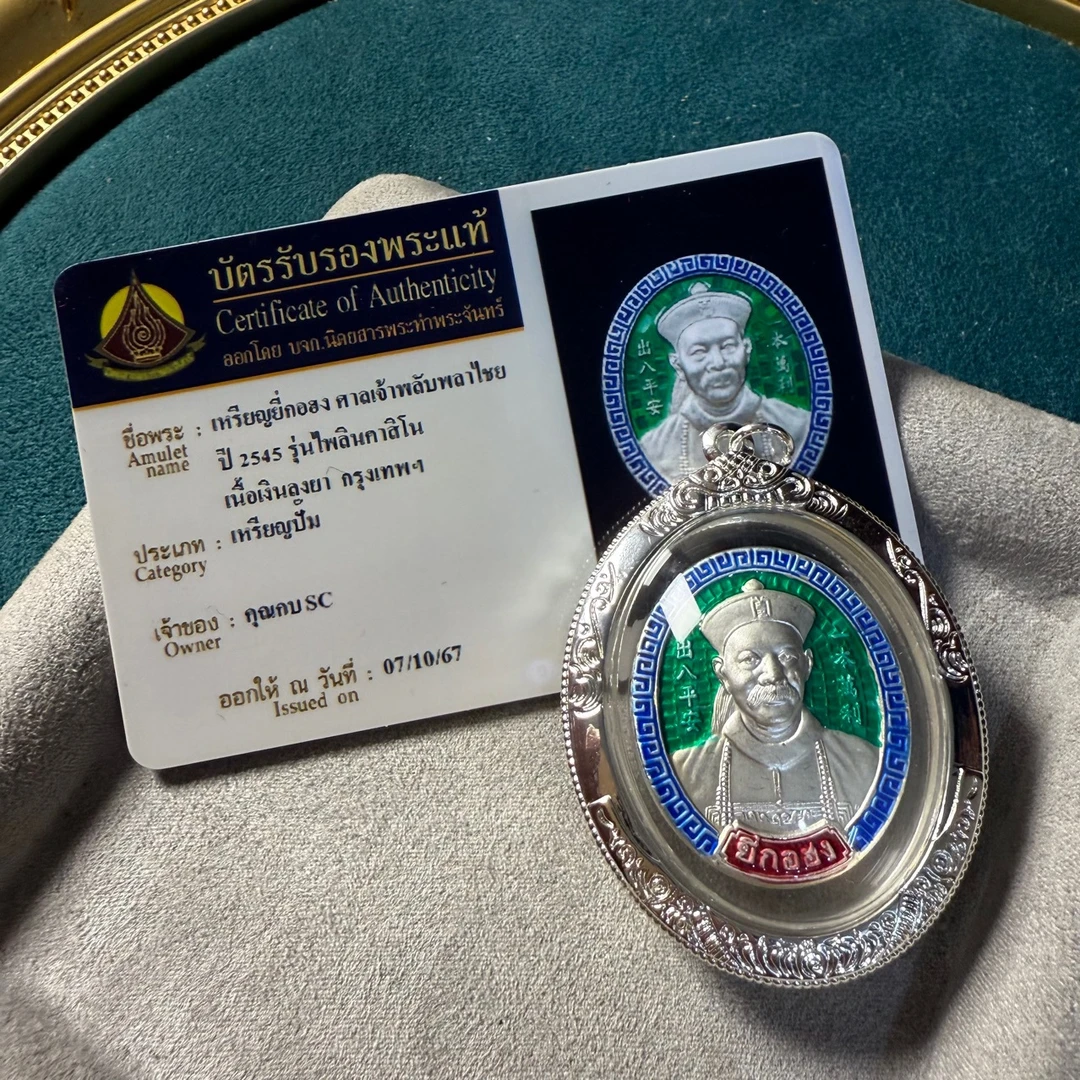 บัตรรับรองพระแท้
Certificate of Authenticity
ออกโดย บจก.นิตยสารพระท่าพระจันทร์
ชื่อพระ : เหรียญยี่กอฮง ศาลเจ้าพลับพลาไชย
Amulet name
ปี 2545 รุ่นไพลินคาสิโน
เนื้อเงินลงยา กรุงเทพฯ
ประเภท : เหรียญปั๊ม
Category
เจ้าของ : คุณคบ SC
Owner
ออกให้ ณ วันที่ : 07/10/67
Issued on
出入平安
一本萬利
出入平安
一本萬利
ยี่กอฮง